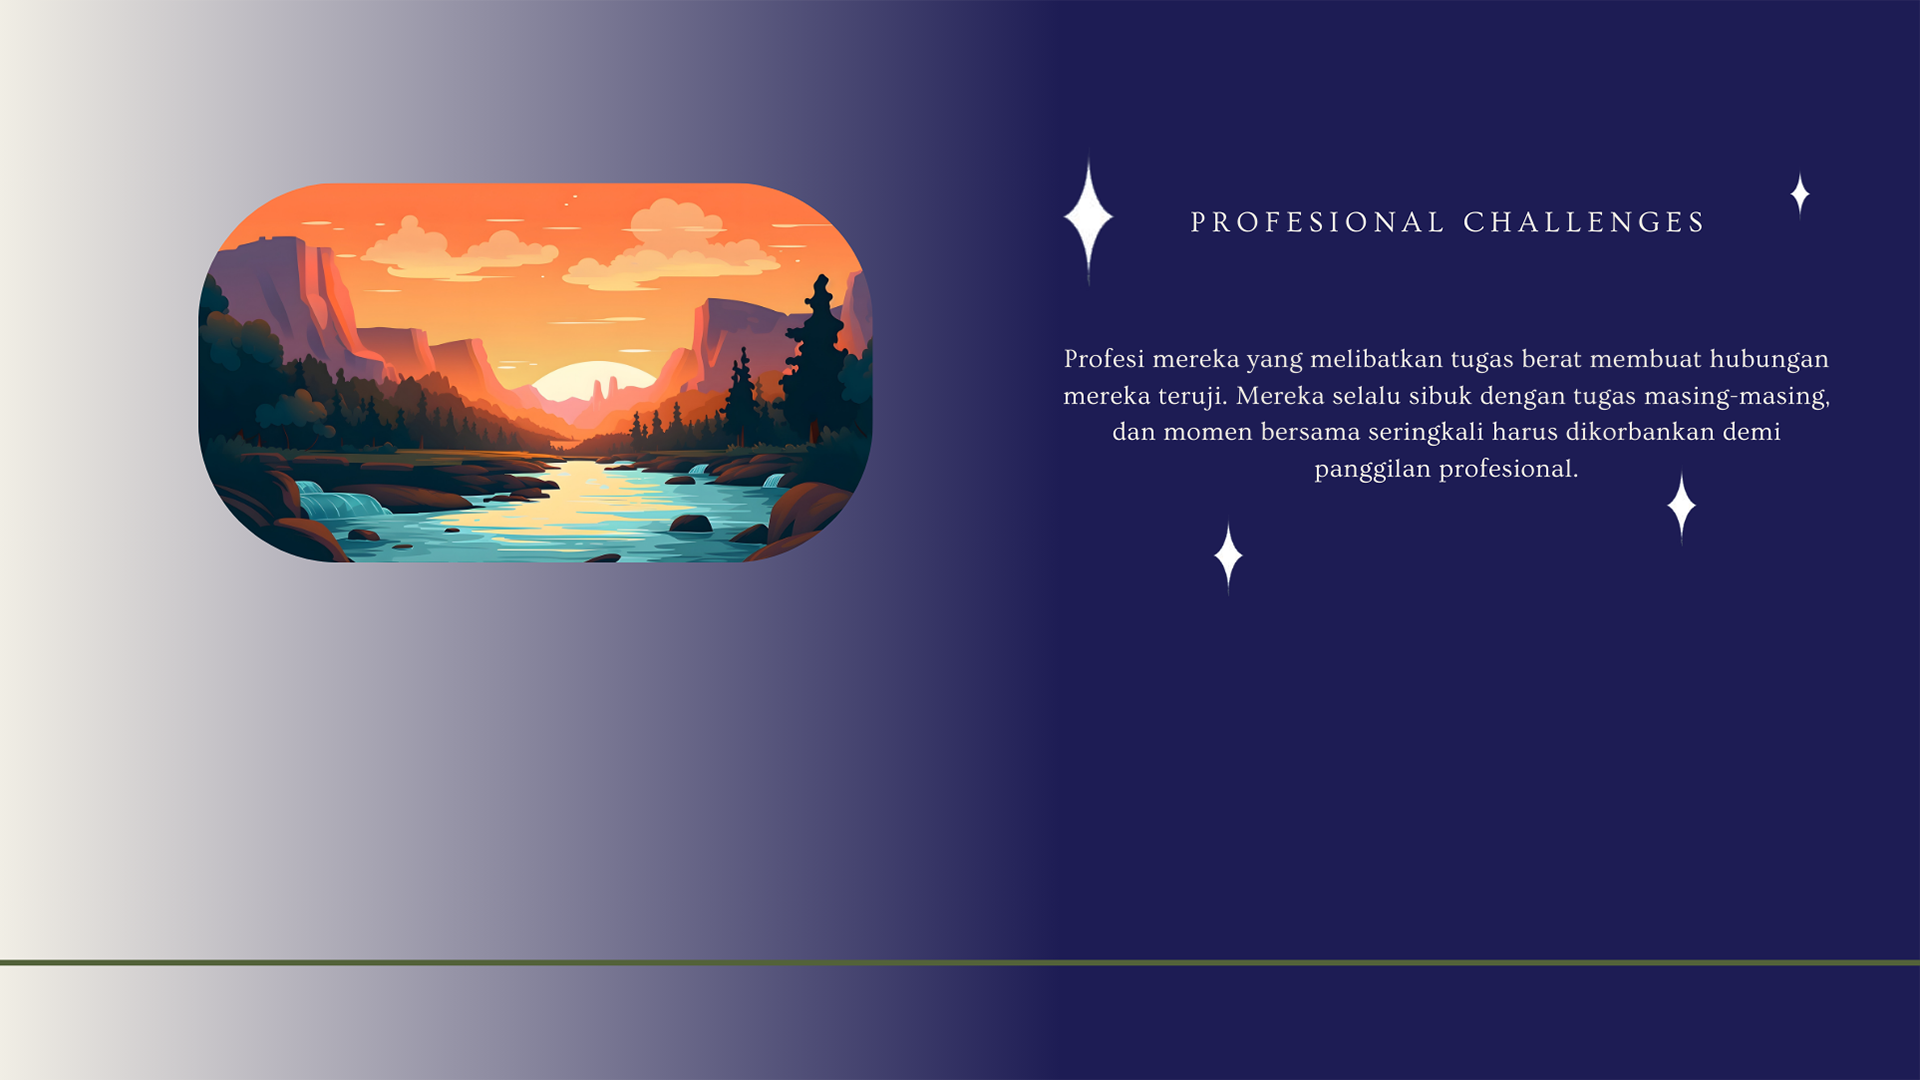 PROFESIONAL CHALLENGES
Profesi mereka yang melibatkan tugas berat membuat hubungan
mereka teruji. Mereka selalu sibuk dengan tugas masing-masing,
dan momen bersama seringkali harus dikorbankan demi
panggilan profesional.